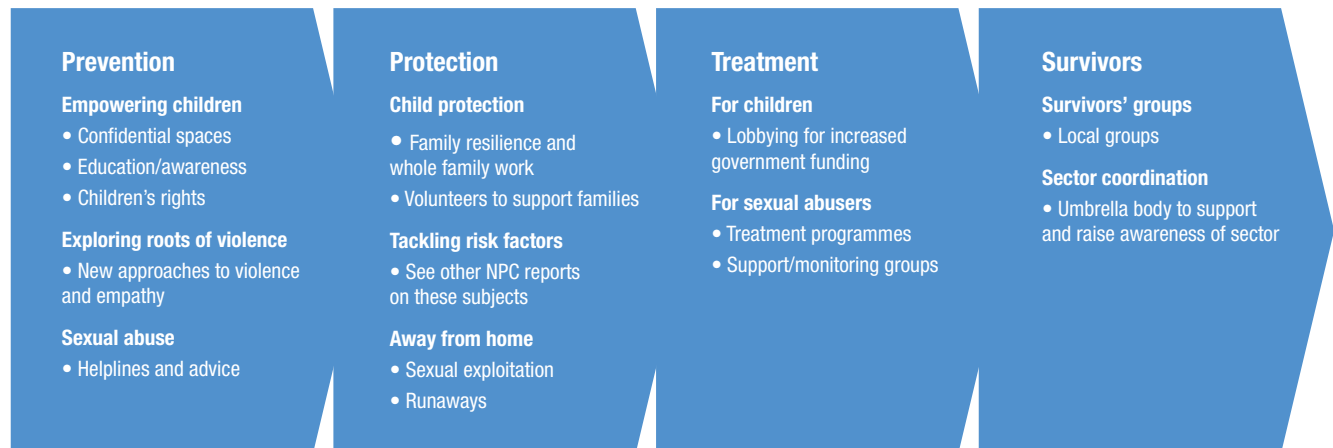 Prevention
Empowering children
• Confidential spaces
• Education/awareness
• Children's rights
Exploring roots of violence
• New approaches to violence
and empathy
Sexual abuse
• Helplines and advice
Protection
Child protection
• Family resilience and
whole family work
• Volunteers to support families
Tackling risk factors
• See other NPC reports
on these subjects
Away from home
• Sexual exploitation
• Runaways
Treatment
For children
• Lobbying for increased
government funding
For sexual abusers
• Treatment programmes
• Support/monitoring groups
Survivors
Survivors' groups
• Local groups
Sector coordination
• Umbrella body to support
and raise awareness of sector